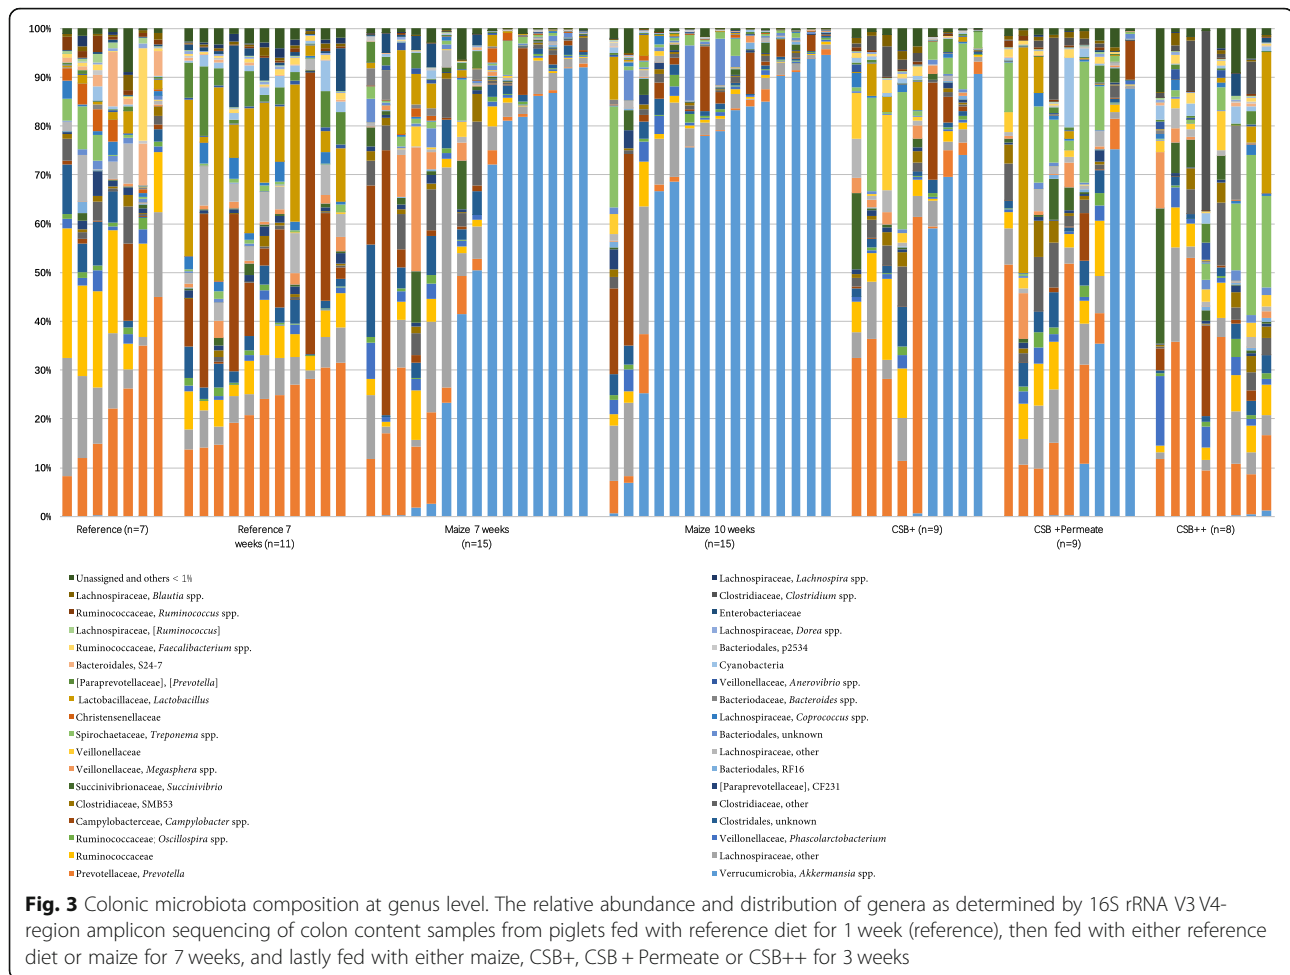 100%
90%
80%
70%
60%
50%
40%
30%
20%
10%
0%
Reference (n=7)
Reference 7
weeks (n=11)
Maize 7 weeks
(n=15)
Maize 10 weeks
(n=15)
CSB+ (n=9)
CSB +Permeate
(n=9)
CSB++ (n=8)
Unassigned and others < 1%
Lachnospiraceae, Blautia spp.
Ruminococcaceae, Ruminococcus spp.
Lachnospiraceae, [Ruminococcus]
Ruminococcaceae, Faecalibacterium spp.
Bacteroidales, S24-7
[Paraprevotellaceae], [Prevotella]
Lactobacillaceae, Lactobacillus
Christensenellaceae
Spirochaetaceae, Treponema spp.
Veillonellaceae
Veillonellaceae, Megasphera spp.
Succinivibrionaceae, Succinivibrio
Clostridiaceae, SMB53
Campylobacterceae, Campylobacter spp.
Ruminococcaceae; Oscillospira spp.
Ruminococcaceae
Prevotellaceae, Prevotella
Lachnospiraceae, Lachnospira spp.
Clostridiaceae, Clostridium spp.
Enterobacteriaceae
Lachnospiraceae, Dorea spp.
Bacteriodales, p2534
Cyanobacteria
Veillonellaceae, Anerovibrio spp.
Bacteriodaceae, Bacteroides spp.
Lachnospiraceae, Coprococcus spp.
Bacteriodales, unknown
Lachnospiraceae, other
Bacteriodales, RF16
[Paraprevotellaceae], CF231
Clostridiaceae, other
Clostridales, unknown
Veillonellaceae, Phascolarctobacterium
Lachnospiraceae, other
Verrucumicrobia, Akkermansia spp.
Fig. 3 Colonic microbiota composition at genus level. The relative abundance and distribution of genera as determined by 16S rRNA V3 V4-
region amplicon sequencing of colon content samples from piglets fed with reference diet for 1 week (reference), then fed with either reference
diet or maize for 7 weeks, and lastly fed with either maize, CSB+, CSB + Permeate or CSB++ for 3 weeks